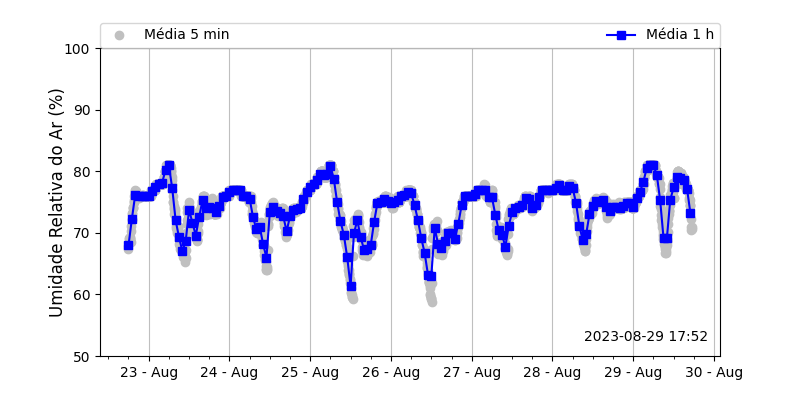 Média 5 min
Média 1 h
Umidade Relativa do Ar (%)
100
90
80
70
60
50
2023-08-29 17:52
23 - Aug
24 - Aug
25 - Aug
26 - Aug
27 - Aug
28 - Aug
29 - Aug
30 - Aug